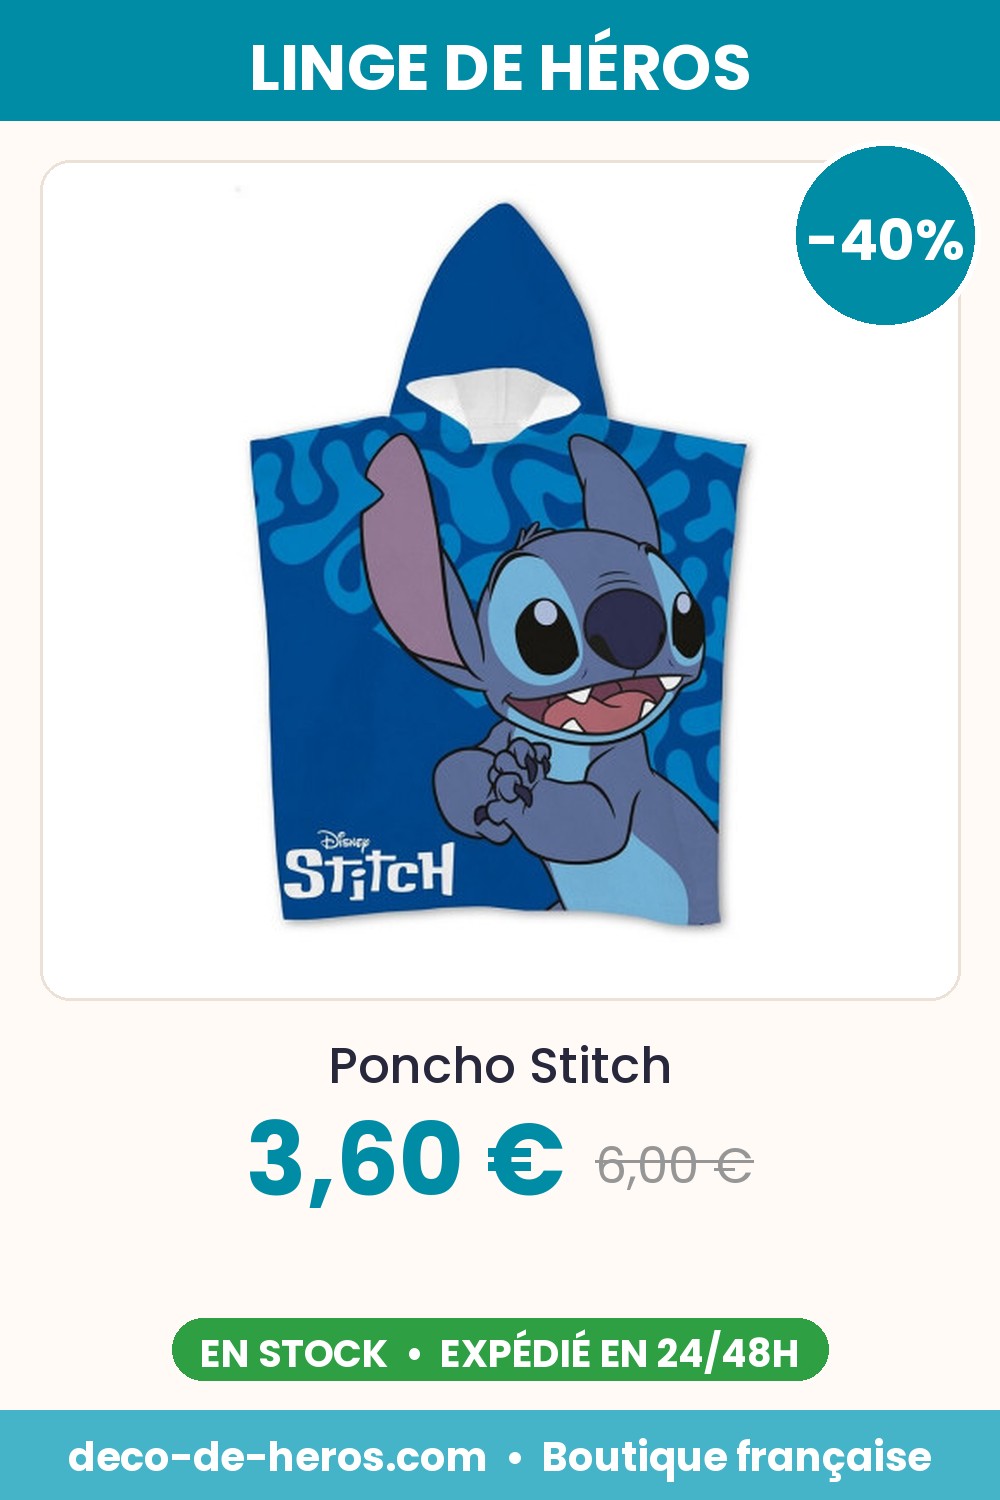 LINGE DE HÉROS
-40%
Disney
Stitch
Poncho Stitch
3,60 € 6,00 €
EN STOCK • EXPÉDIÉ EN 24/48H
deco-de-heros.com • Boutique française